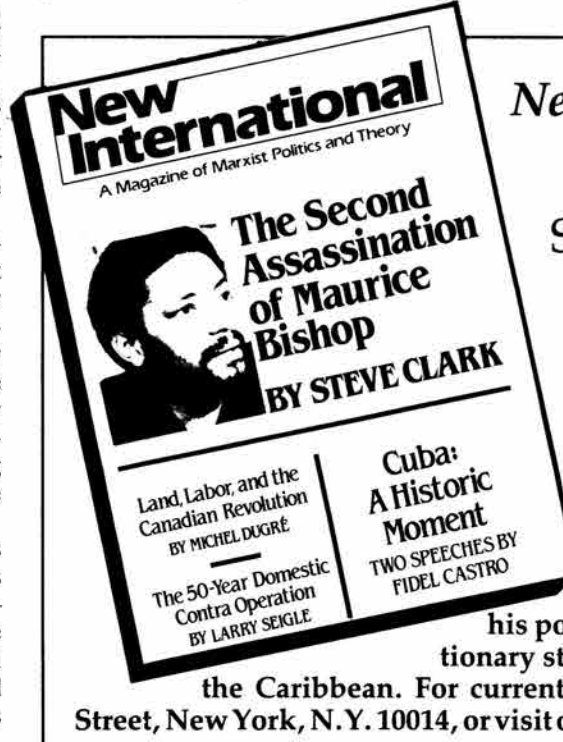 New
International
A Magazine of Marxist Politics and Theory
The Second
Assassination
of Maurice
Bishop
BY STEVE CLARK
Land, Labor, and the
Canadian Revolution
BY MICHEL DUGRÉ
The 50-Year Domestic
Contra Operation
BY LARRY SEIGLE
Cuba:
A Historic
Moment
TWO SPEECHES BY
FIDEL CASTRO
Ne
S
his po
tionary st
the Caribbean. For current
Street, New York, N.Y. 10014, or visit o